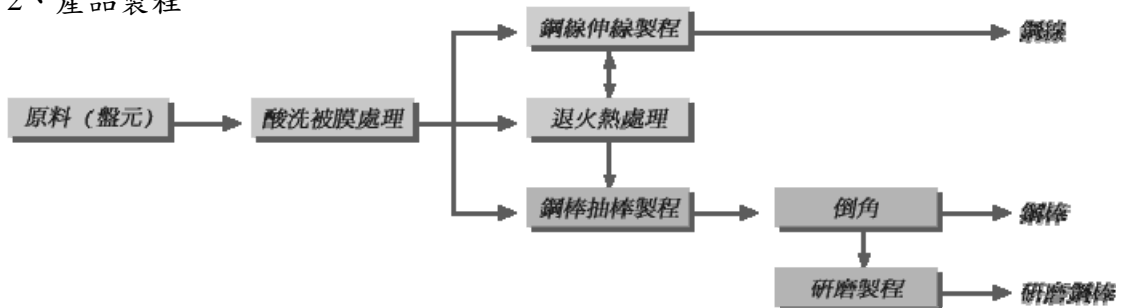 2、產品製程
鋼線伸線製程
鋼線
原料 (盤元)
酸洗被膜處理
退火熱處理
鋼棒抽棒製程
倒角
鋼棒
研磨製程
研磨鋼棒